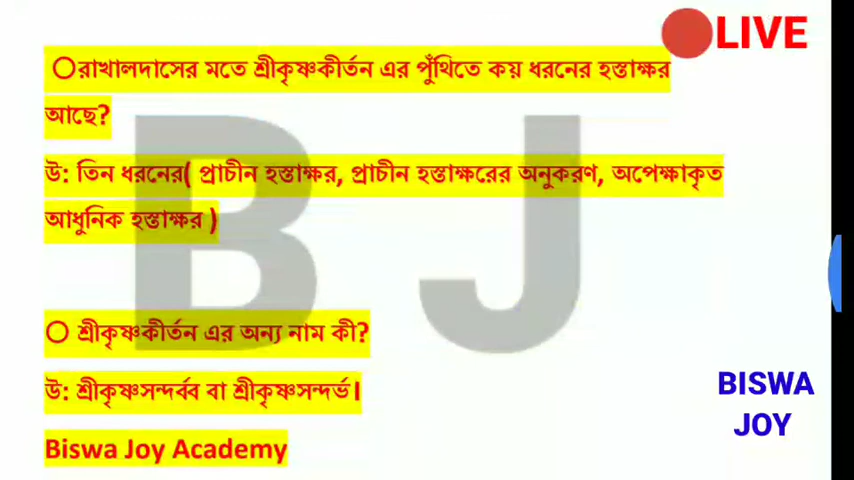 LIVE
○রাখালদাসের মতে শ্রীকৃষ্ণকীর্তন এর পুঁথিতে কয় ধরনের হস্তাক্ষর
আছে?
উ: তিন ধরনের( প্রাচীন হস্তাক্ষর, প্রাচীন হস্তাক্ষরের অনুকরণ, অপেক্ষাকৃত
আধুনিক হস্তাক্ষর )
B J
○ শ্রীকৃষ্ণকীর্তন এর অন্য নাম কী?
উ: শ্রীকৃষ্ণসন্দর্ব্ব বা শ্রীকৃষ্ণসন্দর্ভ।
Biswa Joy Academy
BISWA
JOY